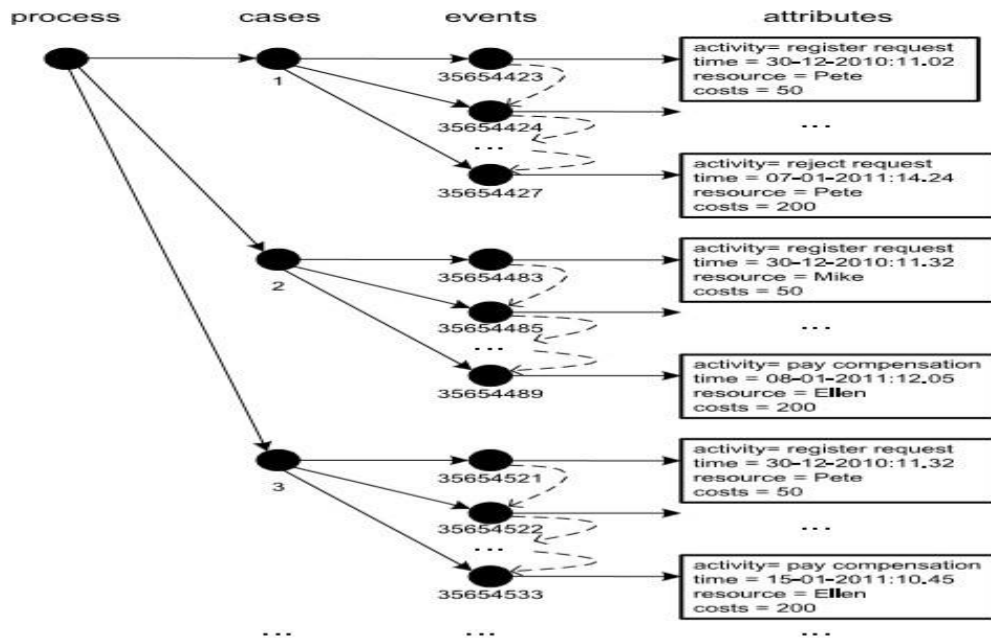 process cases events attributes
activity= register request
time = 30-12-2010:11.02
resource = Pete
costs = 50
1
35654423
35654424
...
...
activity= reject request
time = 07-01-2011:14.24
resource = Pete
costs = 200
35654427
activity= register request
time = 30-12-2010:11.32
resource = Mike
costs = 50
2
35654483
35654485
...
...
activity= pay compensation
time = 08-01-2011:12.05
resource = Ellen
costs = 200
35654489
activity= register request
time = 30-12-2010:11.32
resource = Pete
costs = 50
3
35654521
35654522
...
...
activity= pay compensation
time = 15-01-2011:10.45
resource = Ellen
costs = 200
35654533
... ... ...